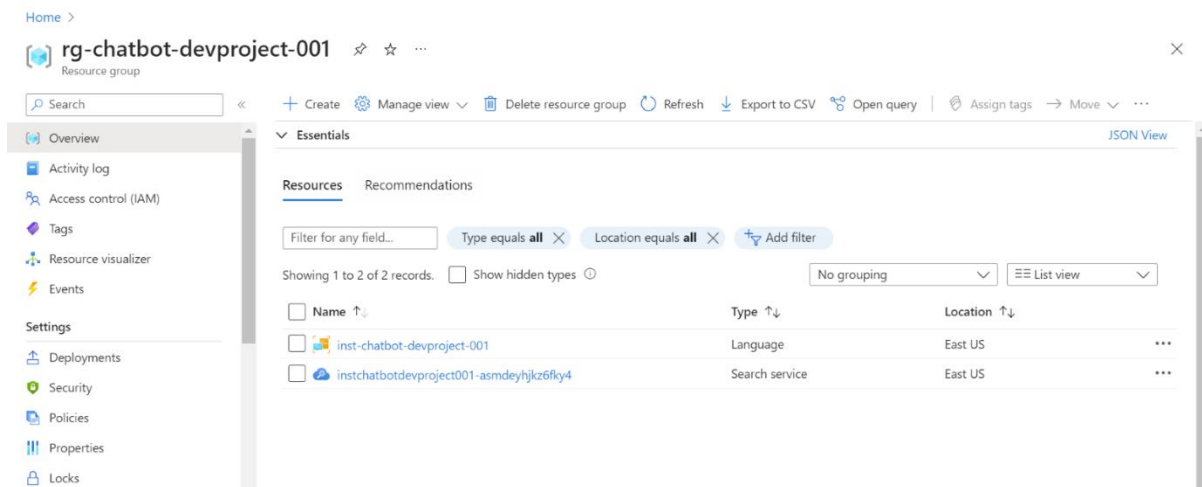 Home >
rg-chatbot-devproject-001
Resource group
Search
Create Manage view Delete resource group Refresh Export to CSV Open query Assign tags Move
Overview
Activity log
Access control (IAM)
Tags
Resource visualizer
Events
Settings
Deployments
Security
Policies
Properties
Locks
Essentials JSON View
Resources Recommendations
Filter for any field... Type equals all Location equals all Add filter
Showing 1 to 2 of 2 records. Show hidden types No grouping List view
Name Type Location
inst-chatbot-devproject-001 Language East US
instchatbotdevproject001-asmdeyhjkz6fky4 Search service East US